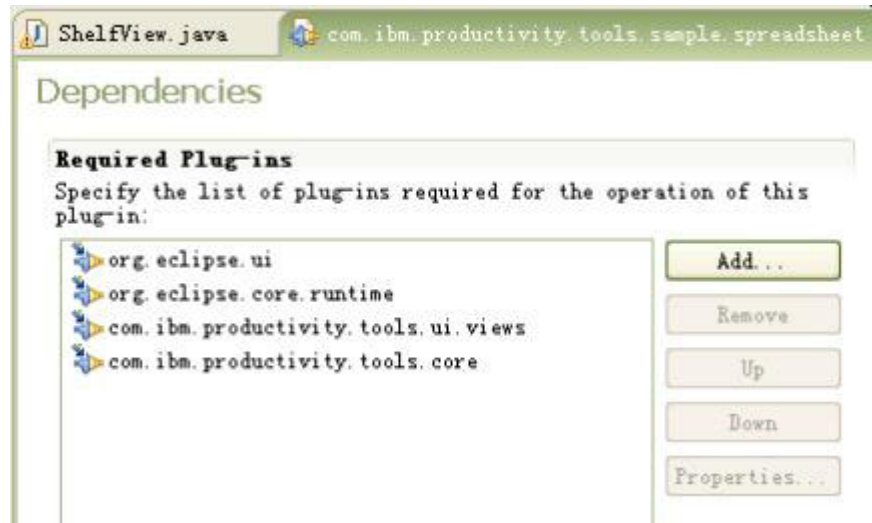 ShelfView.java com.ibm.productivity.tools.sample.spreadsheet
Dependencies
Required Plug-ins
Specify the list of plug-ins required for the operation of this
plug-in:
org.eclipse.ui
org.eclipse.core.runtime
com.ibm.productivity.tools.ui.views
com.ibm.productivity.tools.core
Add...
Remove
Up
Down
Properties...